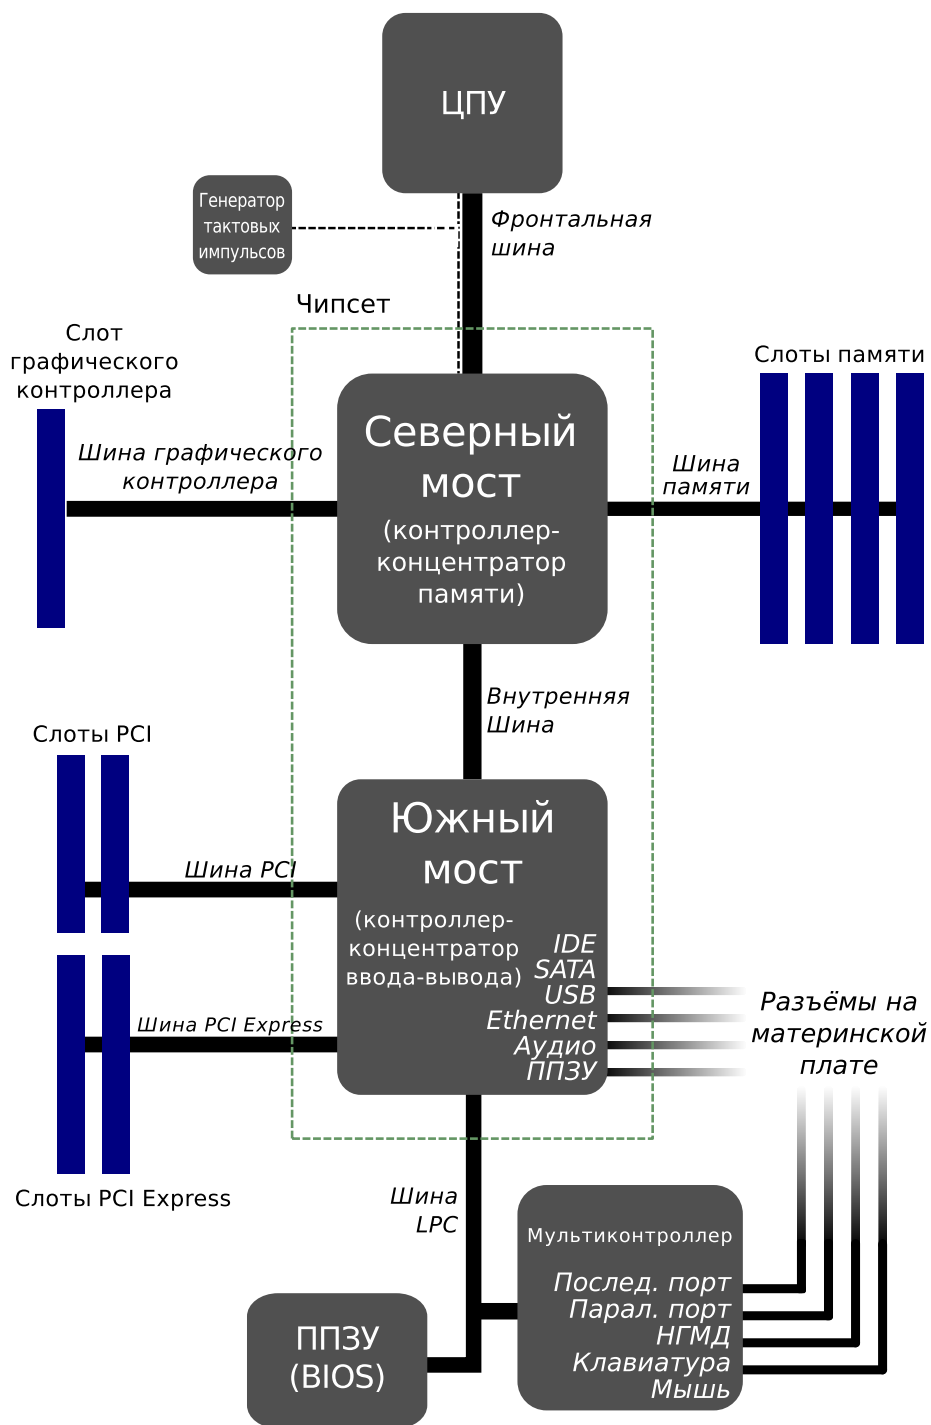 ЦПУ
Генератор
тактовых
импульсов
Фронтальная
шина
Чипсет
Слот
графического
контроллера
Слоты памяти
Северный
мост
(контроллер-
концентратор
памяти)
Шина графического
контроллера
Шина
памяти
Внутренняя
Шина
Слоты PCI
Южный
мост
(контроллер-
концентратор
ввода-вывода)
Шина PCI
IDE
SATA
USB
Ethernet
Аудио
ППЗУ
Разъёмы на
материнской
плате
Шина PCI Express
Слоты PCI Express
Шина
LPC
Мультиконтроллер
Послед. порт
Парал. порт
НГМД
Клавиатура
Мышь
ППЗУ
(BIOS)